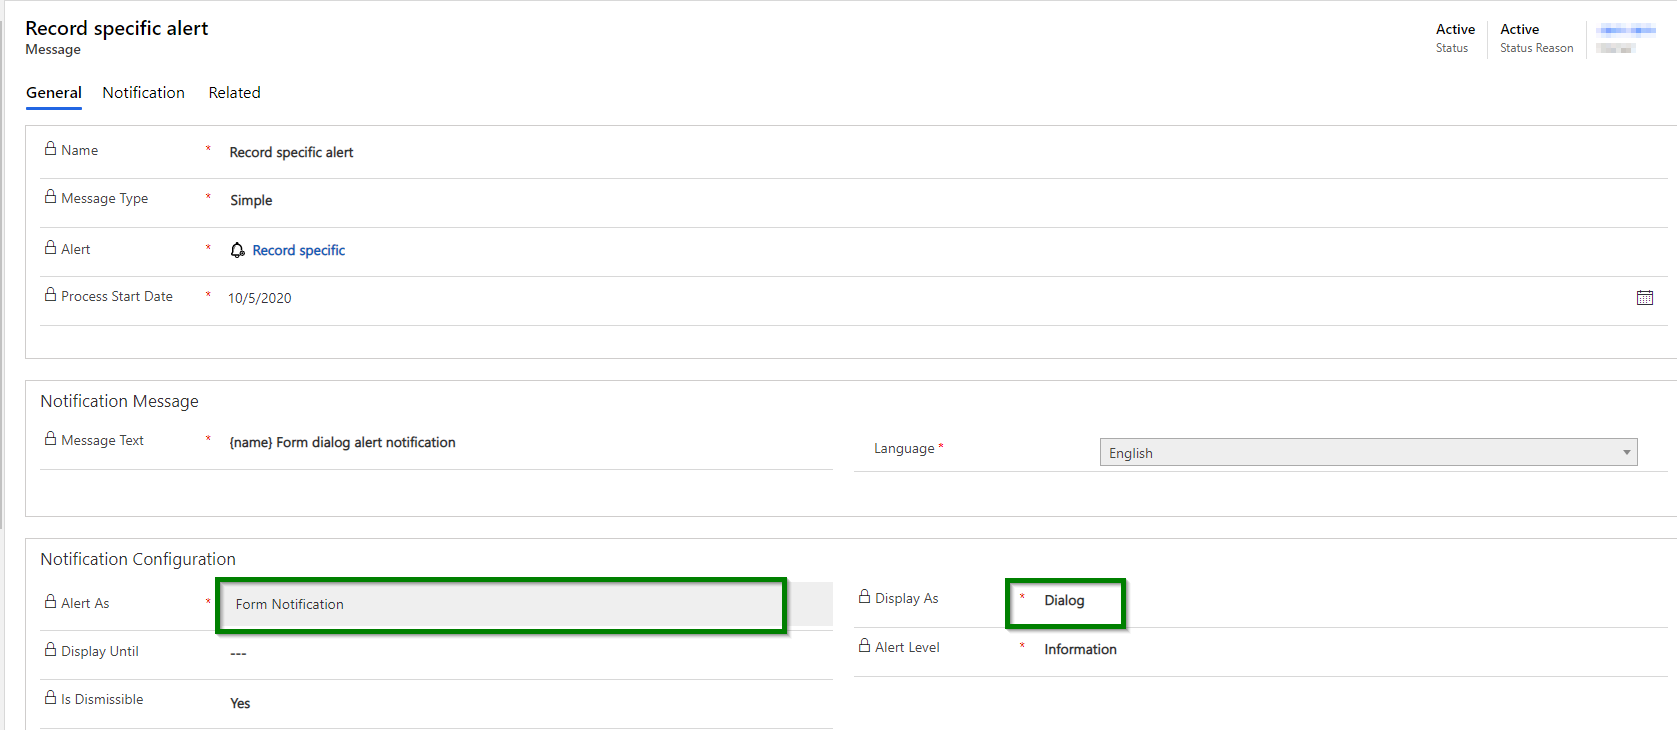 Record specific alert
Message
Active
Status
Active
Status Reason
General Notification Related
Name * Record specific alert
Message Type * Simple
Alert * Record specific
Process Start Date * 10/5/2020
Notification Message
Message Text * {name} Form dialog alert notification
Language * English
Notification Configuration
Alert As * Form Notification
Display As * Dialog
Display Until ---
Alert Level * Information
Is Dismissible Yes